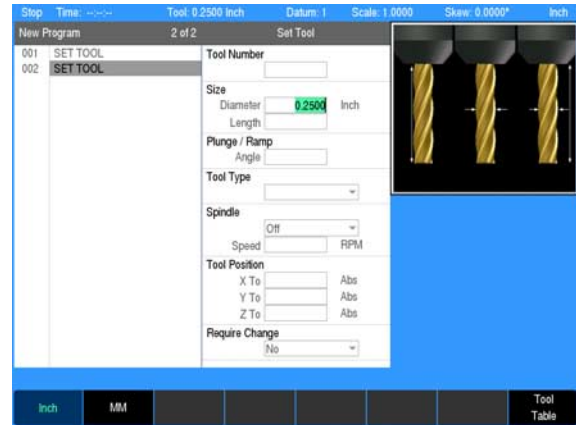 Stop Time: --:--:-- Tool: 0.2500 Inch Datum: 1 Scale: 1.0000 Skew: 0.0000° Inch
New Program 2 of 2 Set Tool
001 SET TOOL
002 SET TOOL
Tool Number
Size
Diameter 0.2500 Inch
Length
Plunge / Ramp
Angle
Tool Type
Spindle
Off
Speed RPM
Tool Position
X To Abs
Y To Abs
Z To Abs
Require Change
No
Inch MM Tool
Table